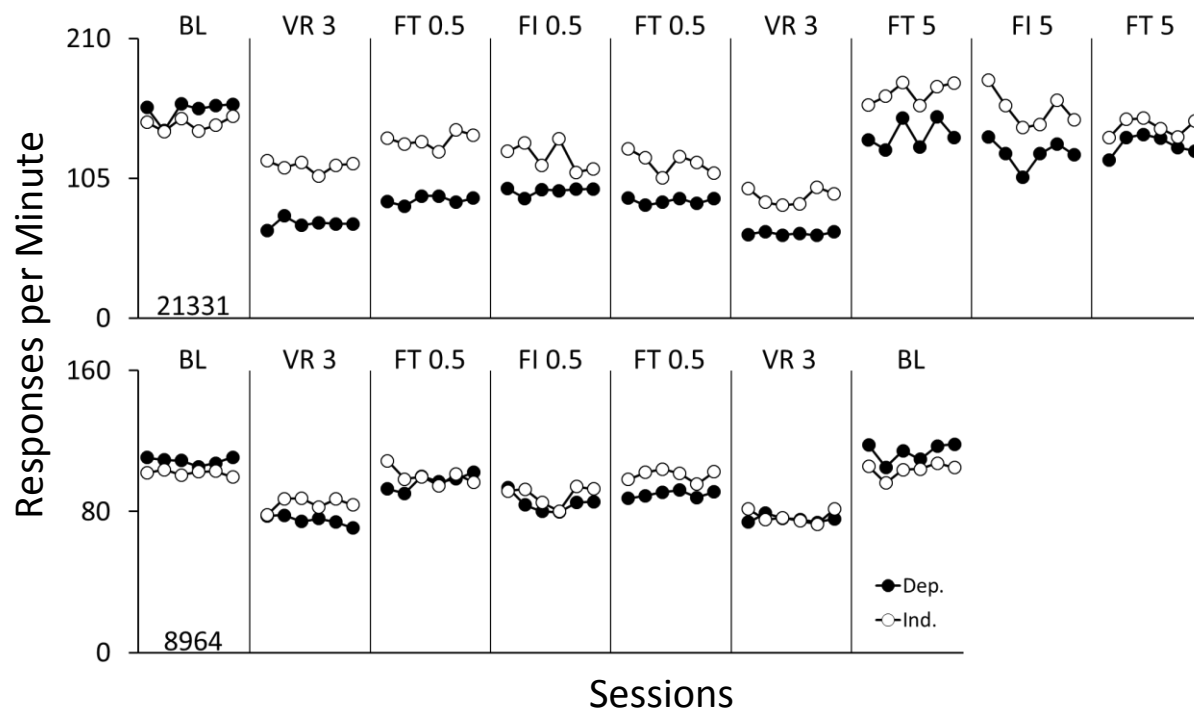 BL VR 3 FT 0.5 FI 0.5 FT 0.5 VR 3 FT 5 FI 5 FT 5
210
105
0
21331
Responses per Minute
BL VR 3 FT 0.5 FI 0.5 FT 0.5 VR 3 BL
160
80
0
8964
Dep.
Ind.
Sessions